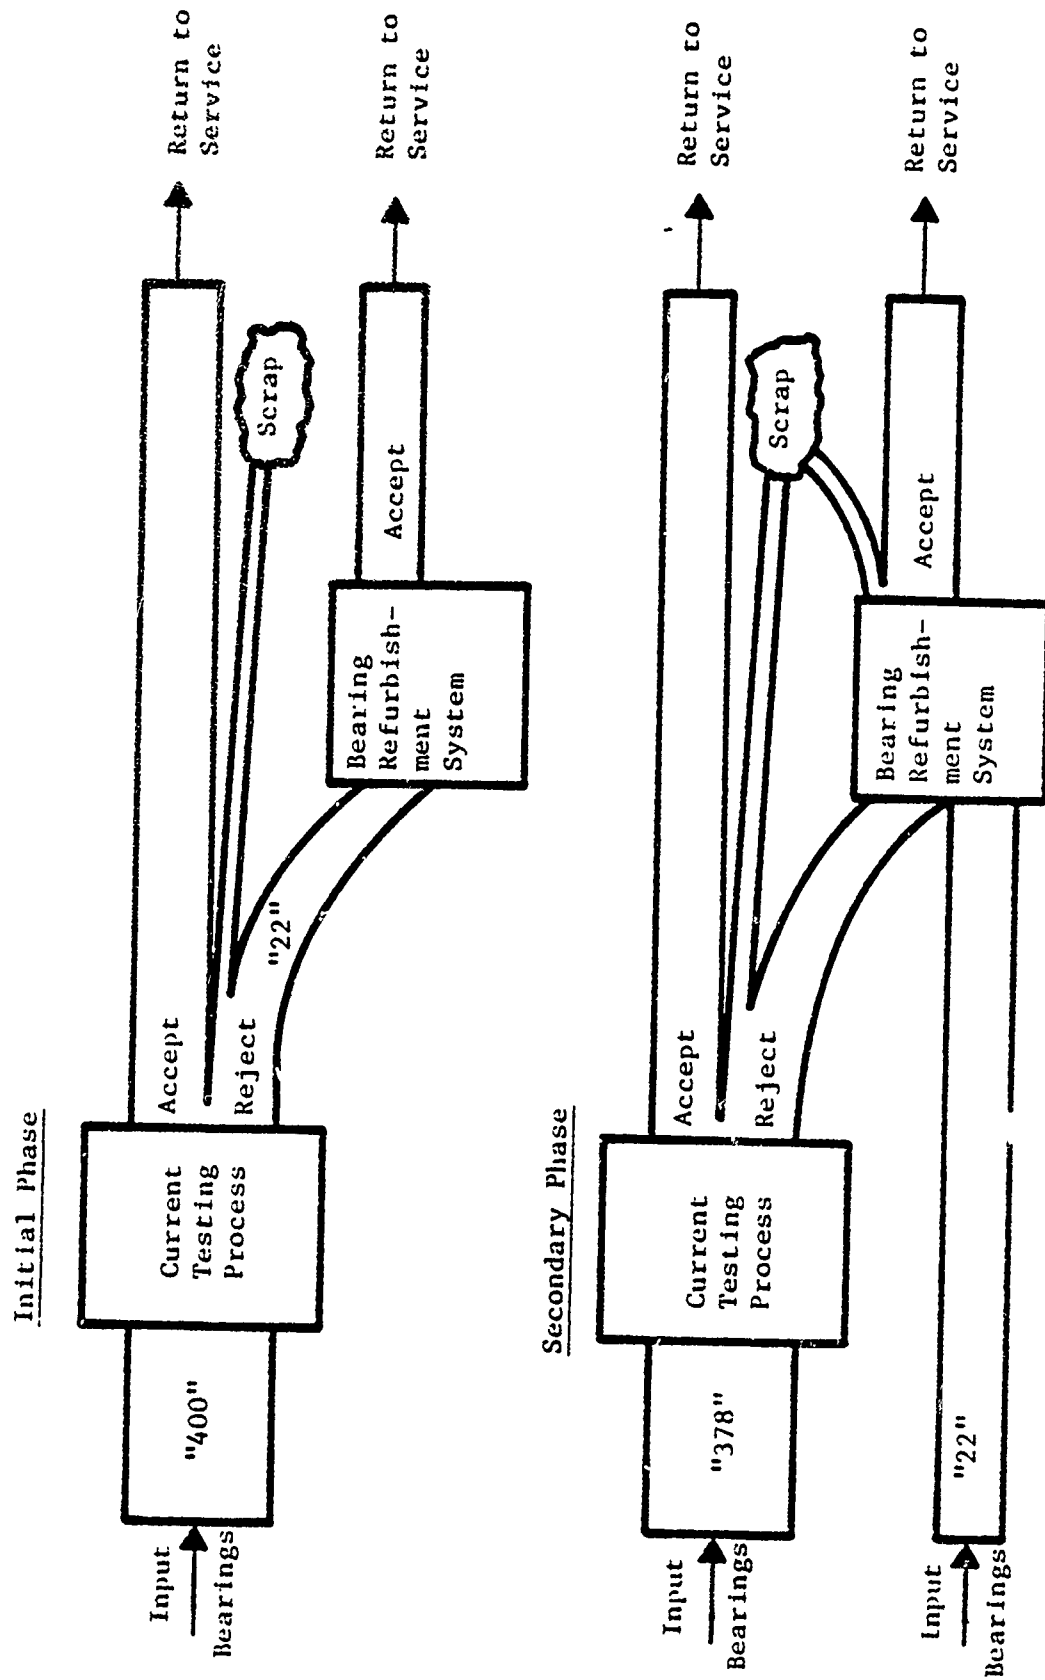 Initial Phase
Input
Bearings
"400"
Current
Testing
Process
Accept
Reject
"22"
Scrap
Bearing
Refurbish-
ment
System
Accept
Return to
Service
Return to
Service
Secondary Phase
Input
Bearings
"378"
Current
Testing
Process
Accept
Reject
Scrap
Input
Bearings
"22"
Bearing
Refurbish-
ment
System
Accept
Return to
Service
Return to
Service